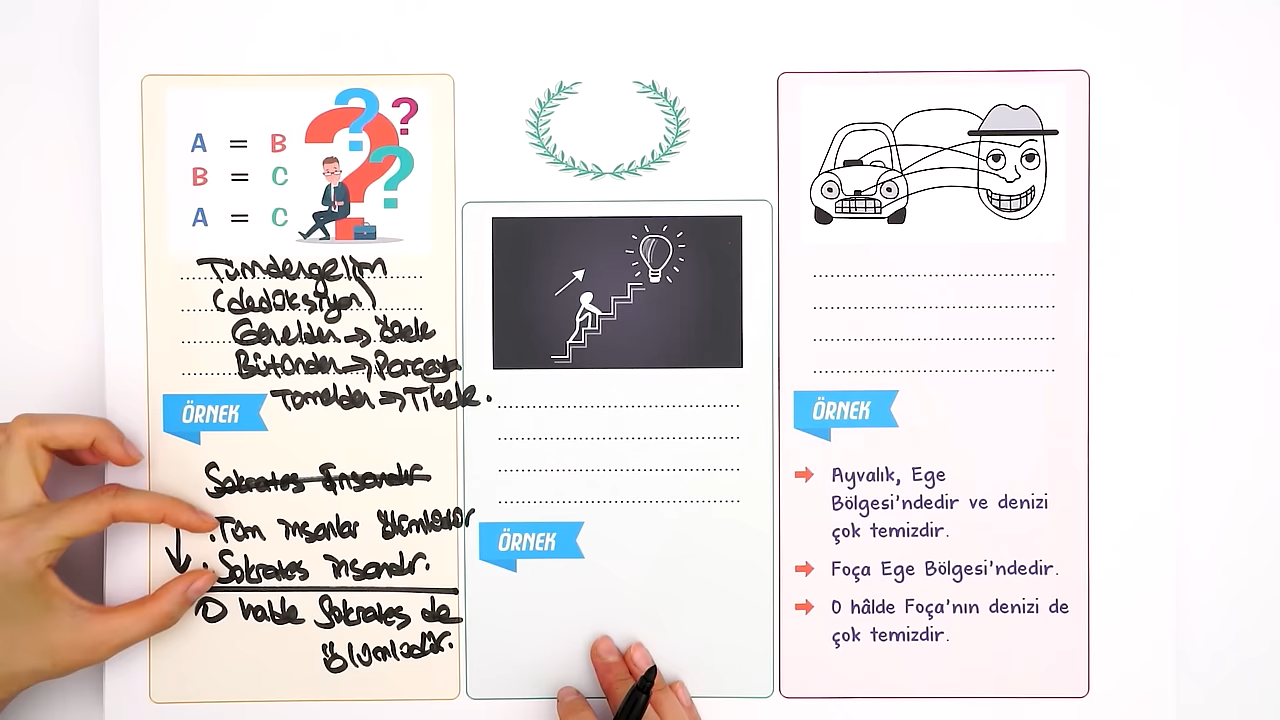 A = B
B = C
A = C
Tümdengelim
(dedüksiyon)
Genelden → özele
Bütünden → Parçaya
Tümelden → Tikele.
ÖRNEK
Sokrates insandır
. Tüm insanlar ölümlüdür
. Sokrates insandır.
O halde Sokrates de
ölümlüdür.
ÖRNEK
ÖRNEK
Ayvalık, Ege
Bölgesi'ndedir ve denizi
çok temizdir.
Foça Ege Bölgesi'ndedir.
O hâlde Foça'nın denizi de
çok temizdir.